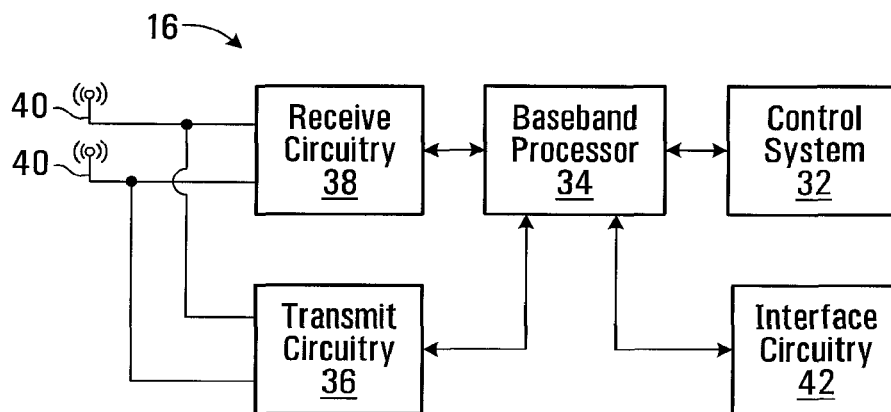 16
40
40
Receive
Circuitry
38
Baseband
Processor
34
Control
System
32
Transmit
Circuitry
36
Interface
Circuitry
42